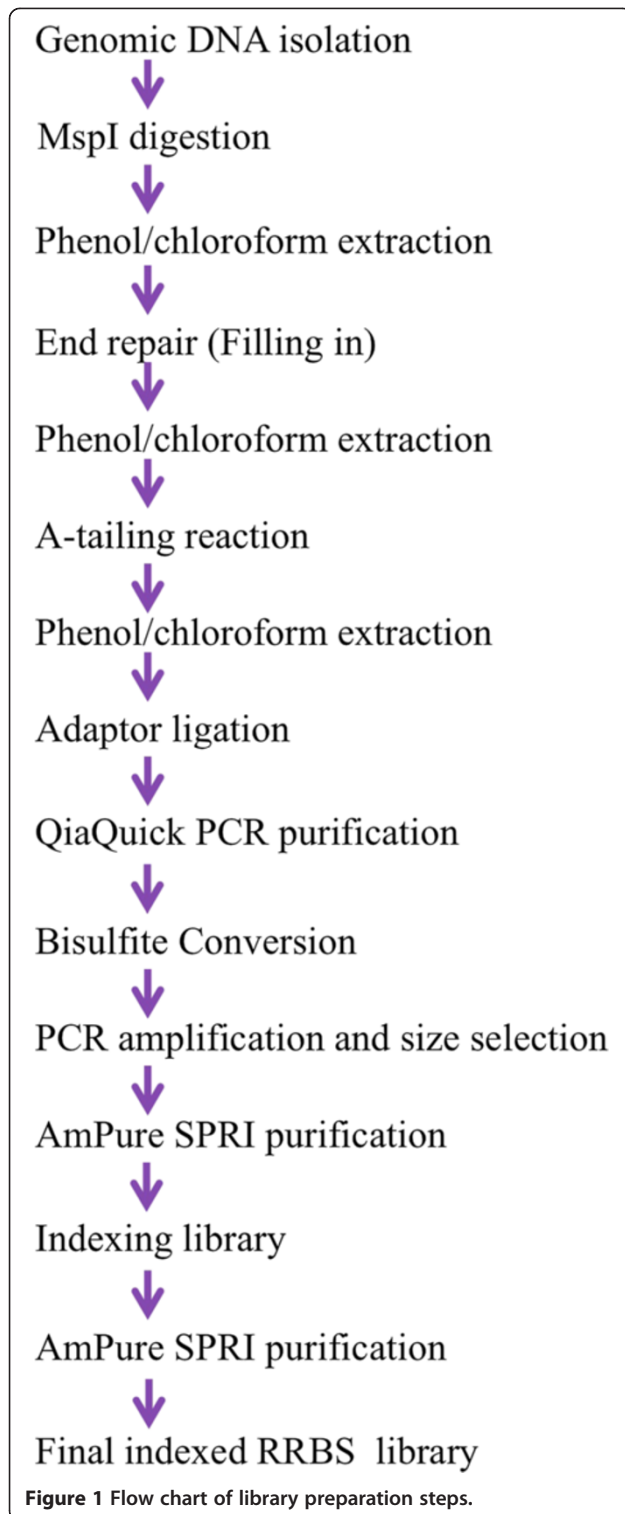 Genomic DNA isolation
MspI digestion
Phenol/chloroform extraction
End repair (Filling in)
Phenol/chloroform extraction
A-tailing reaction
Phenol/chloroform extraction
Adaptor ligation
QiaQuick PCR purification
Bisulfite Conversion
PCR amplification and size selection
AmPure SPRI purification
Indexing library
AmPure SPRI purification
Final indexed RRBS library
Figure 1 Flow chart of library preparation steps.